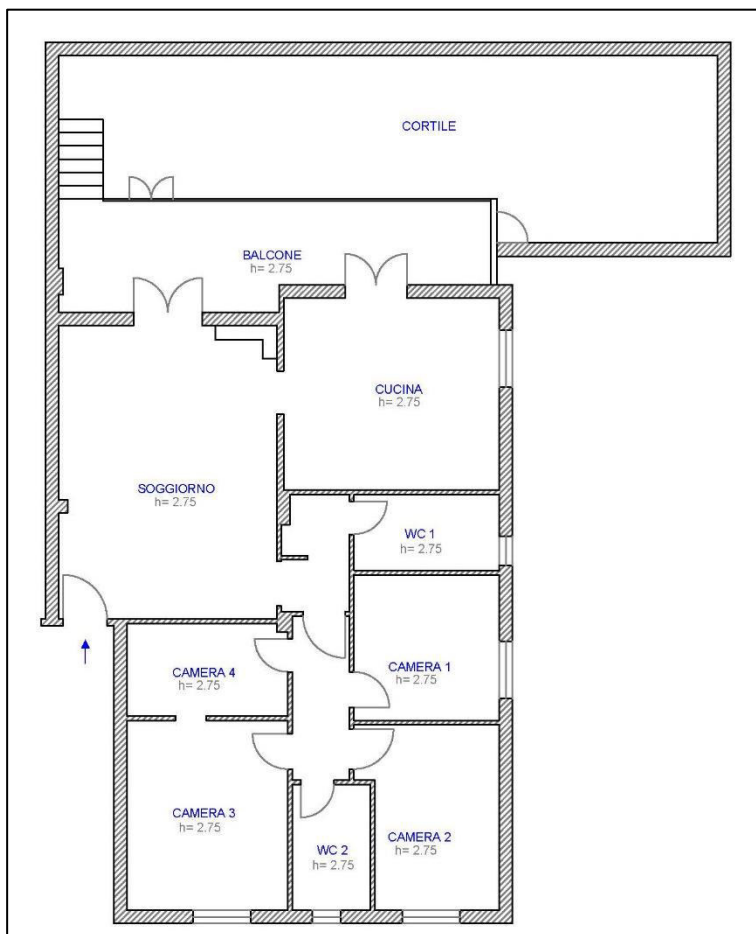 CORTILE
BALCONE
h= 2.75
CUCINA
h= 2.75
SOGGIORNO
h= 2.75
WC 1
h= 2.75
CAMERA 4
h= 2.75
CAMERA 1
h= 2.75
CAMERA 3
h= 2.75
WC 2
h= 2.75
CAMERA 2
h= 2.75